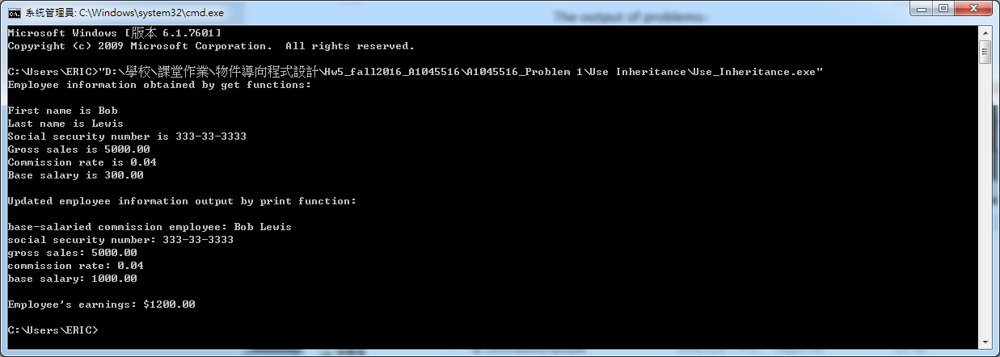 系統管理員: C:\Windows\system32\cmd.exe
The output of problems
Microsoft Windows [版本 6.1.7601]
Copyright (c) 2009 Microsoft Corporation.  All rights reserved.
C:\Users\ERIC>"D:\學校\課堂作業\物件導向程式設計\Hw5_fall2016_A1045516\A1045516_Problem 1\Use Inheritance\Use_Inheritance.exe"
Employee information obtained by get functions:
First name is Bob
Last name is Lewis
Social security number is 333-33-3333
Gross sales is 5000.00
Commission rate is 0.04
Base salary is 300.00
Updated employee information output by print function:
base-salaried commission employee: Bob Lewis
social security number: 333-33-3333
gross sales: 5000.00
commission rate: 0.04
base salary: 1000.00
Employee's earnings: $1200.00
C:\Users\ERIC>